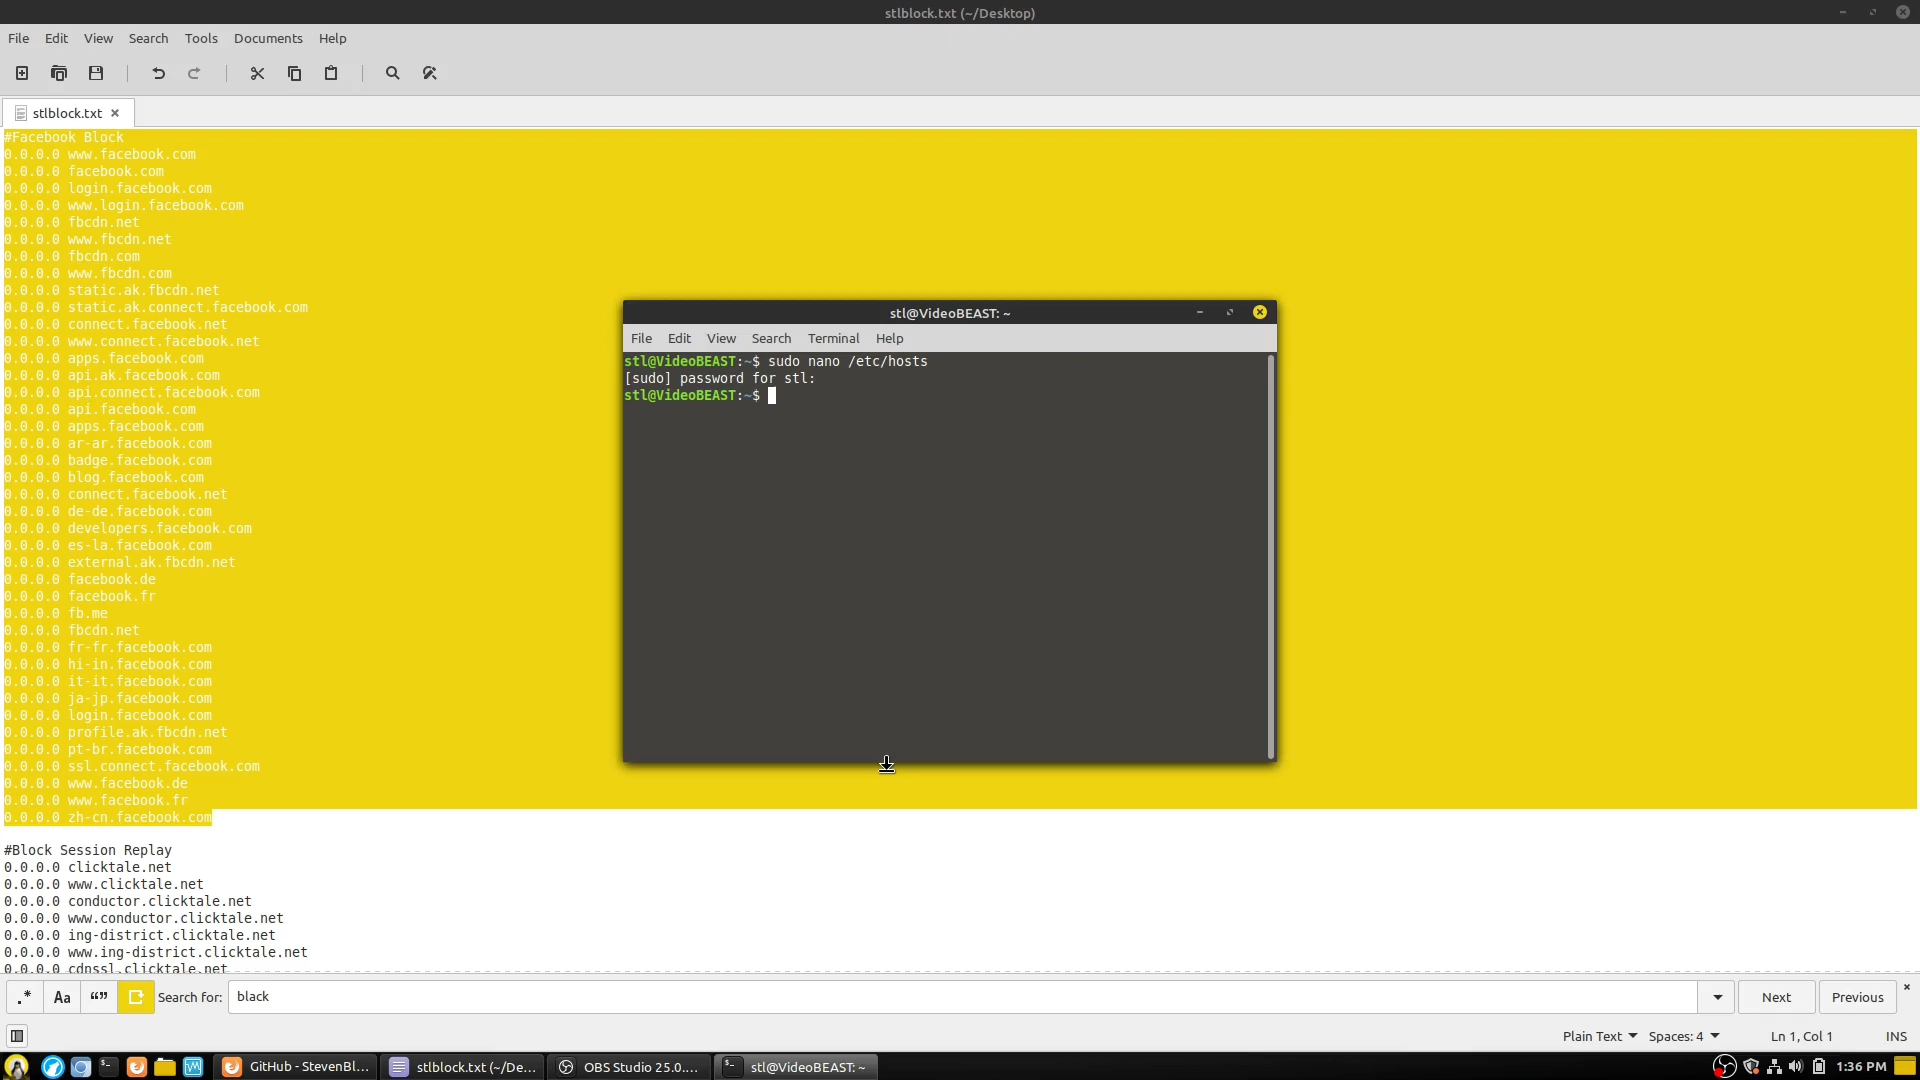 stlblock.txt (~/Desktop)
File Edit View Search Tools Documents Help
stlblock.txt
#Facebook Block
0.0.0.0 www.facebook.com
0.0.0.0 facebook.com
0.0.0.0 login.facebook.com
0.0.0.0 www.login.facebook.com
0.0.0.0 fbcdn.net
0.0.0.0 www.fbcdn.net
0.0.0.0 fbcdn.com
0.0.0.0 www.fbcdn.com
0.0.0.0 static.ak.fbcdn.net
0.0.0.0 static.ak.connect.facebook.com
0.0.0.0 connect.facebook.net
0.0.0.0 www.connect.facebook.net
0.0.0.0 apps.facebook.com
0.0.0.0 api.ak.facebook.com
0.0.0.0 api.connect.facebook.com
0.0.0.0 api.facebook.com
0.0.0.0 apps.facebook.com
0.0.0.0 ar-ar.facebook.com
0.0.0.0 badge.facebook.com
0.0.0.0 blog.facebook.com
0.0.0.0 connect.facebook.net
0.0.0.0 de-de.facebook.com
0.0.0.0 developers.facebook.com
0.0.0.0 es-la.facebook.com
0.0.0.0 external.ak.fbcdn.net
0.0.0.0 facebook.de
0.0.0.0 facebook.fr
0.0.0.0 fb.me
0.0.0.0 fbcdn.net
0.0.0.0 fr-fr.facebook.com
0.0.0.0 hi-in.facebook.com
0.0.0.0 it-it.facebook.com
0.0.0.0 ja-jp.facebook.com
0.0.0.0 login.facebook.com
0.0.0.0 profile.ak.fbcdn.net
0.0.0.0 pt-br.facebook.com
0.0.0.0 ssl.connect.facebook.com
0.0.0.0 www.facebook.de
0.0.0.0 www.facebook.fr
0.0.0.0 zh-cn.facebook.com
#Block Session Replay
0.0.0.0 clicktale.net
0.0.0.0 www.clicktale.net
0.0.0.0 conductor.clicktale.net
0.0.0.0 www.conductor.clicktale.net
0.0.0.0 ing-district.clicktale.net
0.0.0.0 www.ing-district.clicktale.net
0.0.0.0 cdnssl.clicktale.net
stl@VideoBEAST: ~
File Edit View Search Terminal Help
stl@VideoBEAST:~$ sudo nano /etc/hosts
[sudo] password for stl:
stl@VideoBEAST:~$
.* Aa “” Search for: black Next Previous
Plain Text Spaces: 4 Ln 1, Col 1 INS
GitHub - StevenBl... stlblock.txt (~/De... OBS Studio 25.0.... stl@VideoBEAST: ~ 1:36 PM